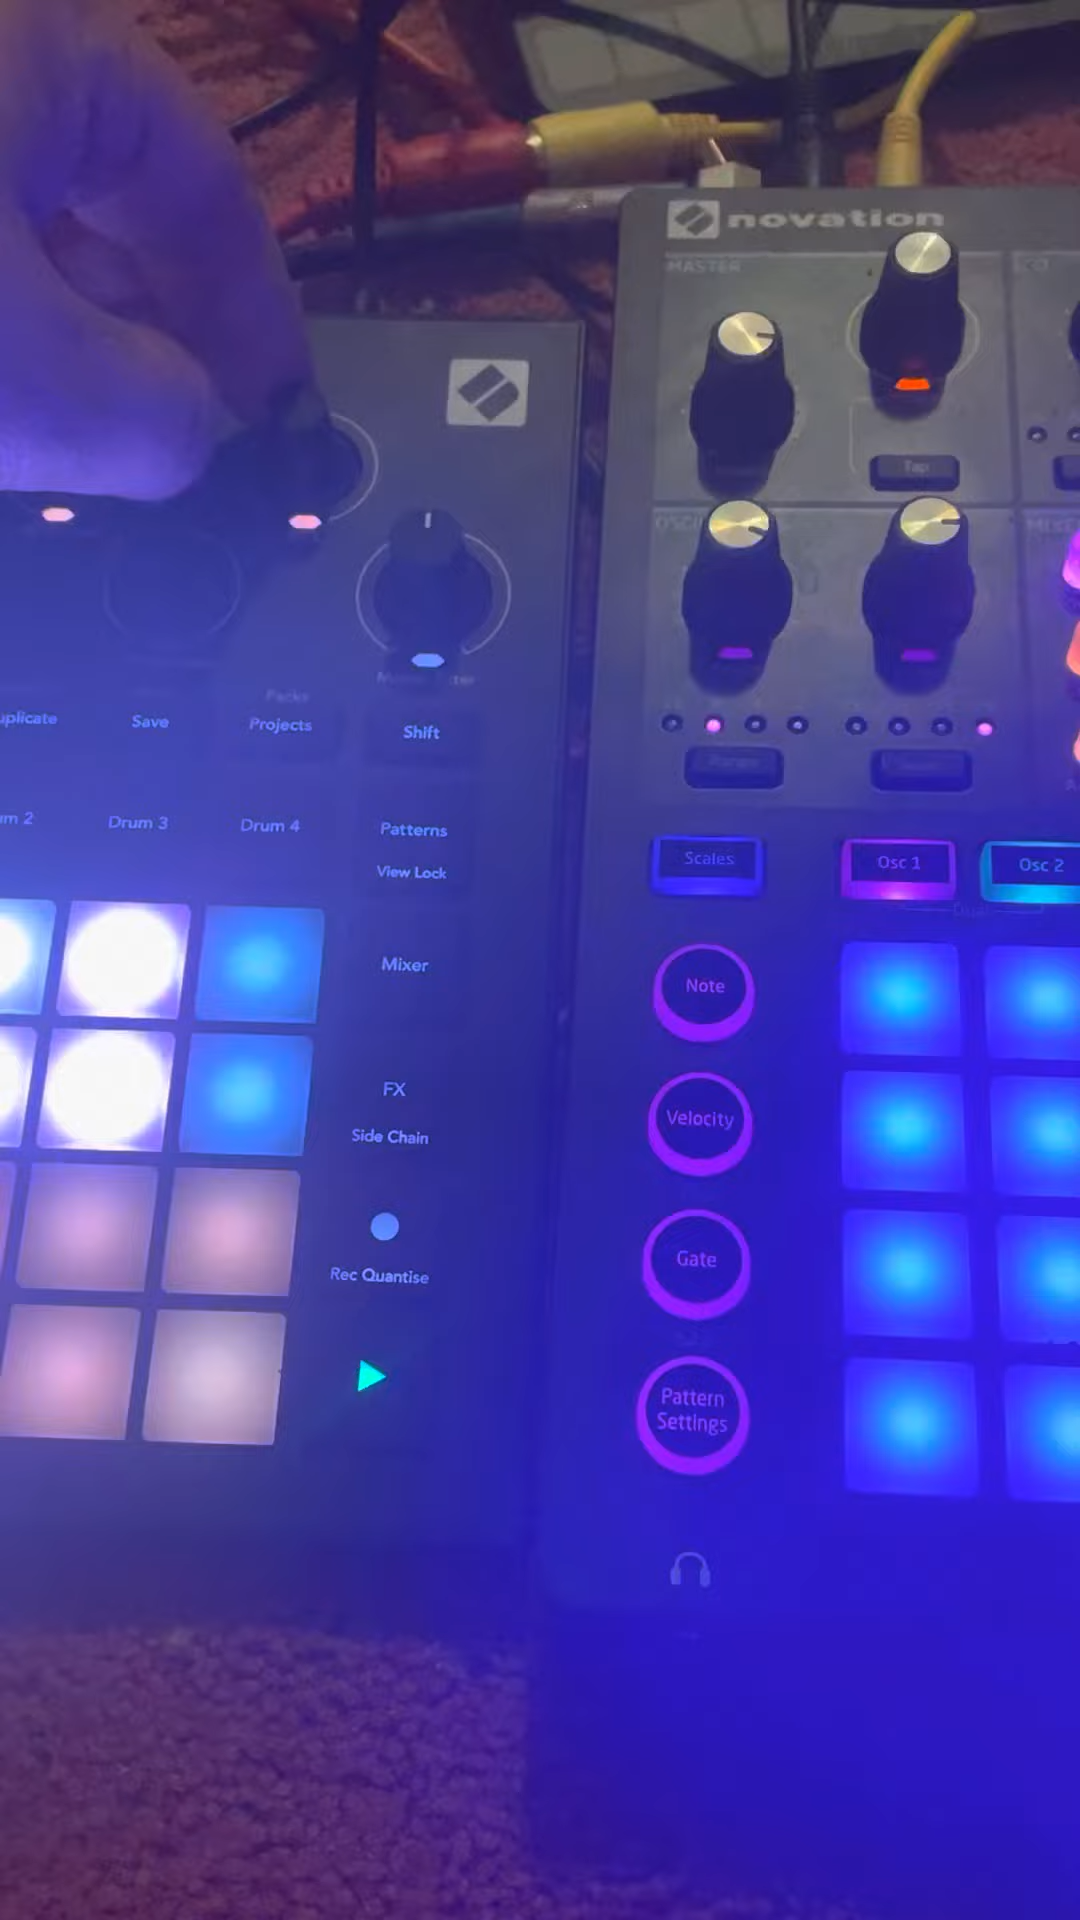 novation
MASTER
Tap
Packs
uplicate
Save
Projects
Shift
um 2
Drum 3
Drum 4
Patterns
View Lock
Mixer
FX
Side Chain
Rec Quantise
Scales
Osc 1
Osc 2
Note
Velocity
Gate
Pattern
Settings